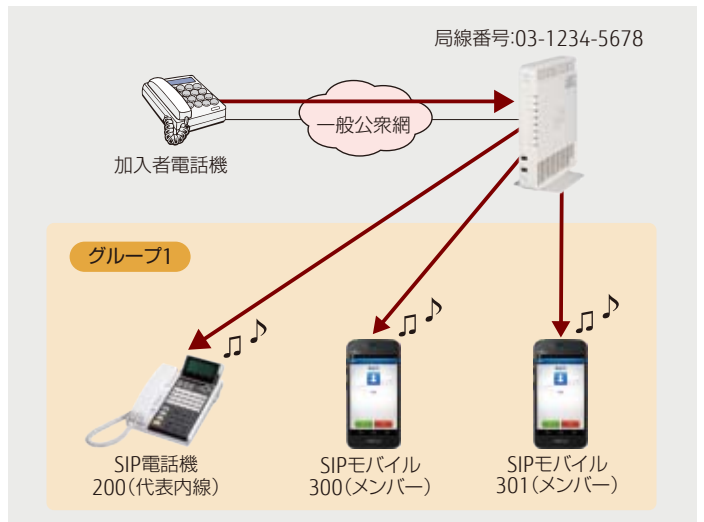 局線番号:03-1234-5678
一般公衆網
加入者電話機
グループ1
SIP電話機
200(代表内線)
SIPモバイル
300(メンバー)
SIPモバイル
301(メンバー)